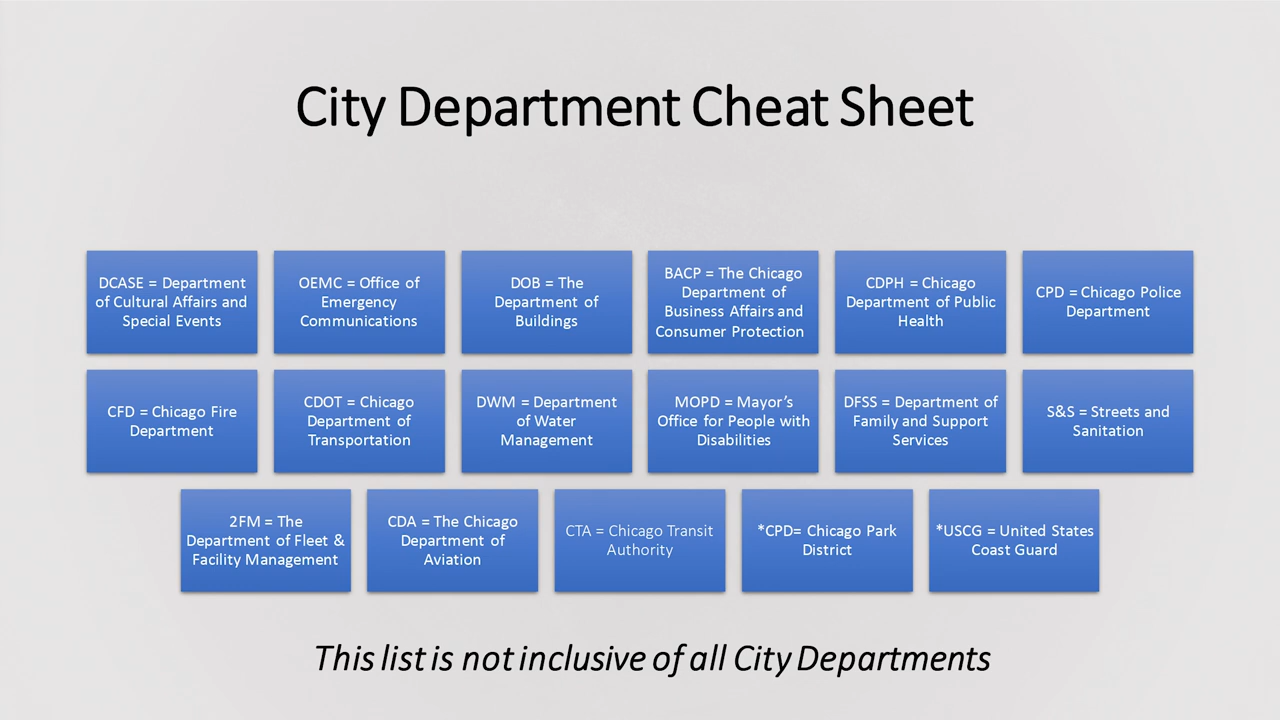 City Department Cheat Sheet
DCASE = Department
of Cultural Affairs and
Special Events
OEMC = Office of
Emergency
Communications
DOB = The
Department of
Buildings
BACP = The Chicago
Department of
Business Affairs and
Consumer Protection
CDPH = Chicago
Department of Public
Health
CPD = Chicago Police
Department
CFD = Chicago Fire
Department
CDOT = Chicago
Department of
Transportation
DWM = Department
of Water
Management
MOPD = Mayor’s
Office for People with
Disabilities
DFSS = Department of
Family and Support
Services
S&S = Streets and
Sanitation
2FM = The
Department of Fleet &
Facility Management
CDA = The Chicago
Department of
Aviation
CTA = Chicago Transit
Authority
*CPD= Chicago Park
District
*USCG = United States
Coast Guard
This list is not inclusive of all City Departments